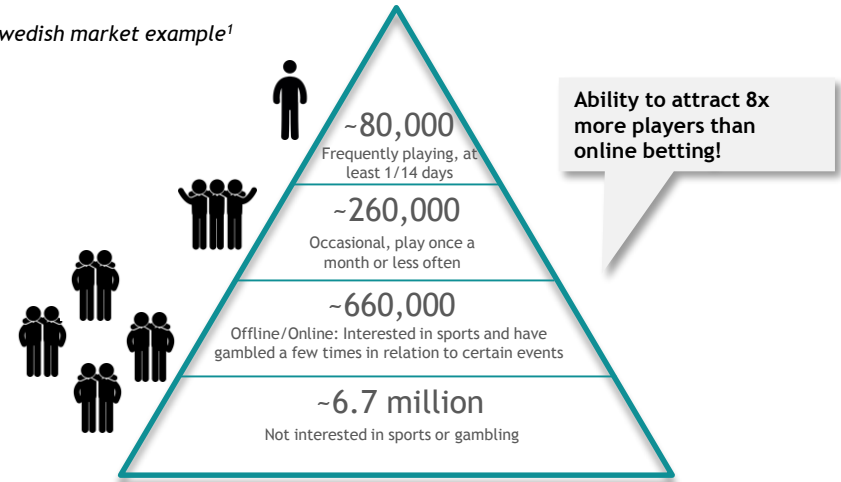 wedish market example¹
~80,000
Frequently playing, at
least 1/14 days
Ability to attract 8x
more players than
online betting!
~260,000
Occasional, play once a
month or less often
~660,000
Offline/Online: Interested in sports and have
gambled a few times in relation to certain events
~6.7 million
Not interested in sports or gambling